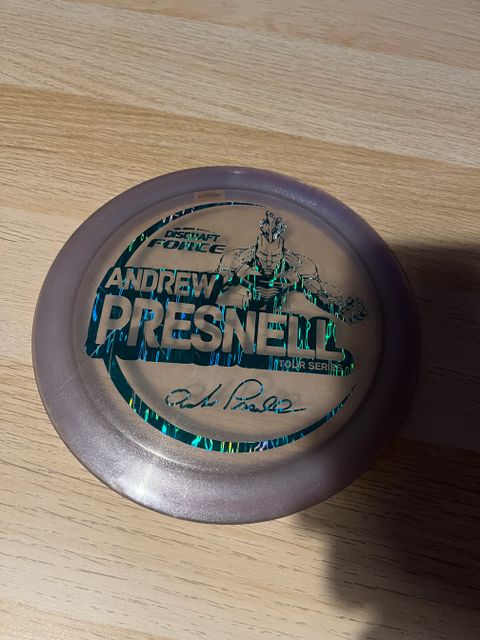 DISCRAFT
FORCE
ANDREW
PRESNELL
TOUR SERIES